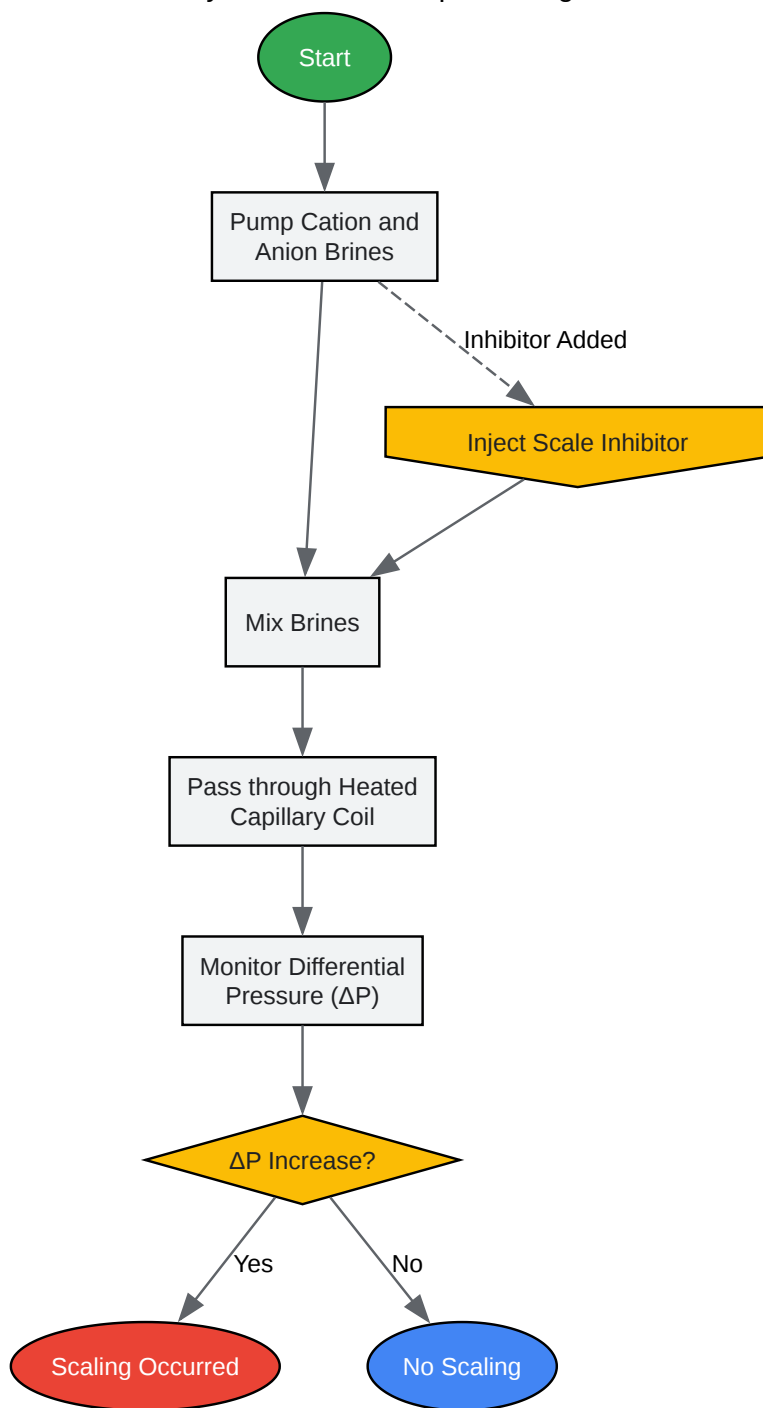 Start
Pump Cation and
Anion Brines
Inhibitor Added
Inject Scale Inhibitor
Mix Brines
Pass through Heated
Capillary Coil
Monitor Differential
Pressure (ΔP)
ΔP Increase?
Yes
No
Scaling Occurred
No Scaling